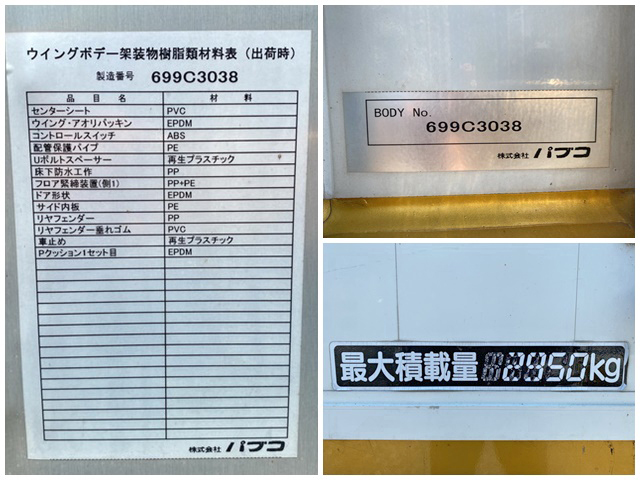 ウイングボデー架装物樹脂類材料表（出荷時）
製造番号 699C3038
品目名 材料
センターシート PVC
ウイング・アオリパッキン EPDM
コントロールスイッチ ABS
配管保護パイプ PE
Uボルトスペーサー 再生プラスチック
床下防水工作 PP
フロア緊締装置(側1) PP+PE
ドア形状 EPDM
サイド内板 PE
リヤフェンダー PP
リヤフェンダー垂れゴム PVC
車止め 再生プラスチック
Pクッション1セット目 EPDM
株式会社 パブコ
BODY No.
699C3038
株式会社 パブコ
最大積載量 2950kg